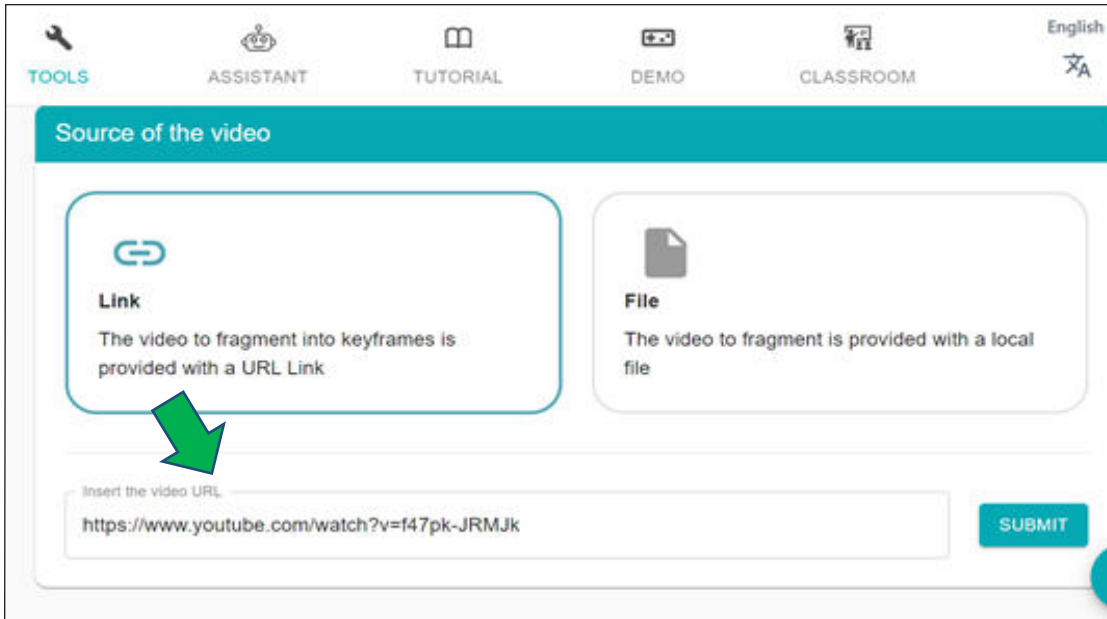 TOOLS
ASSISTANT
TUTORIAL
DEMO
CLASSROOM
English
Source of the video
Link
The video to fragment into keyframes is
provided with a URL Link
File
The video to fragment is provided with a local
file
Insert the video URL
https://www.youtube.com/watch?v=f47pk-JRMJk
SUBMIT